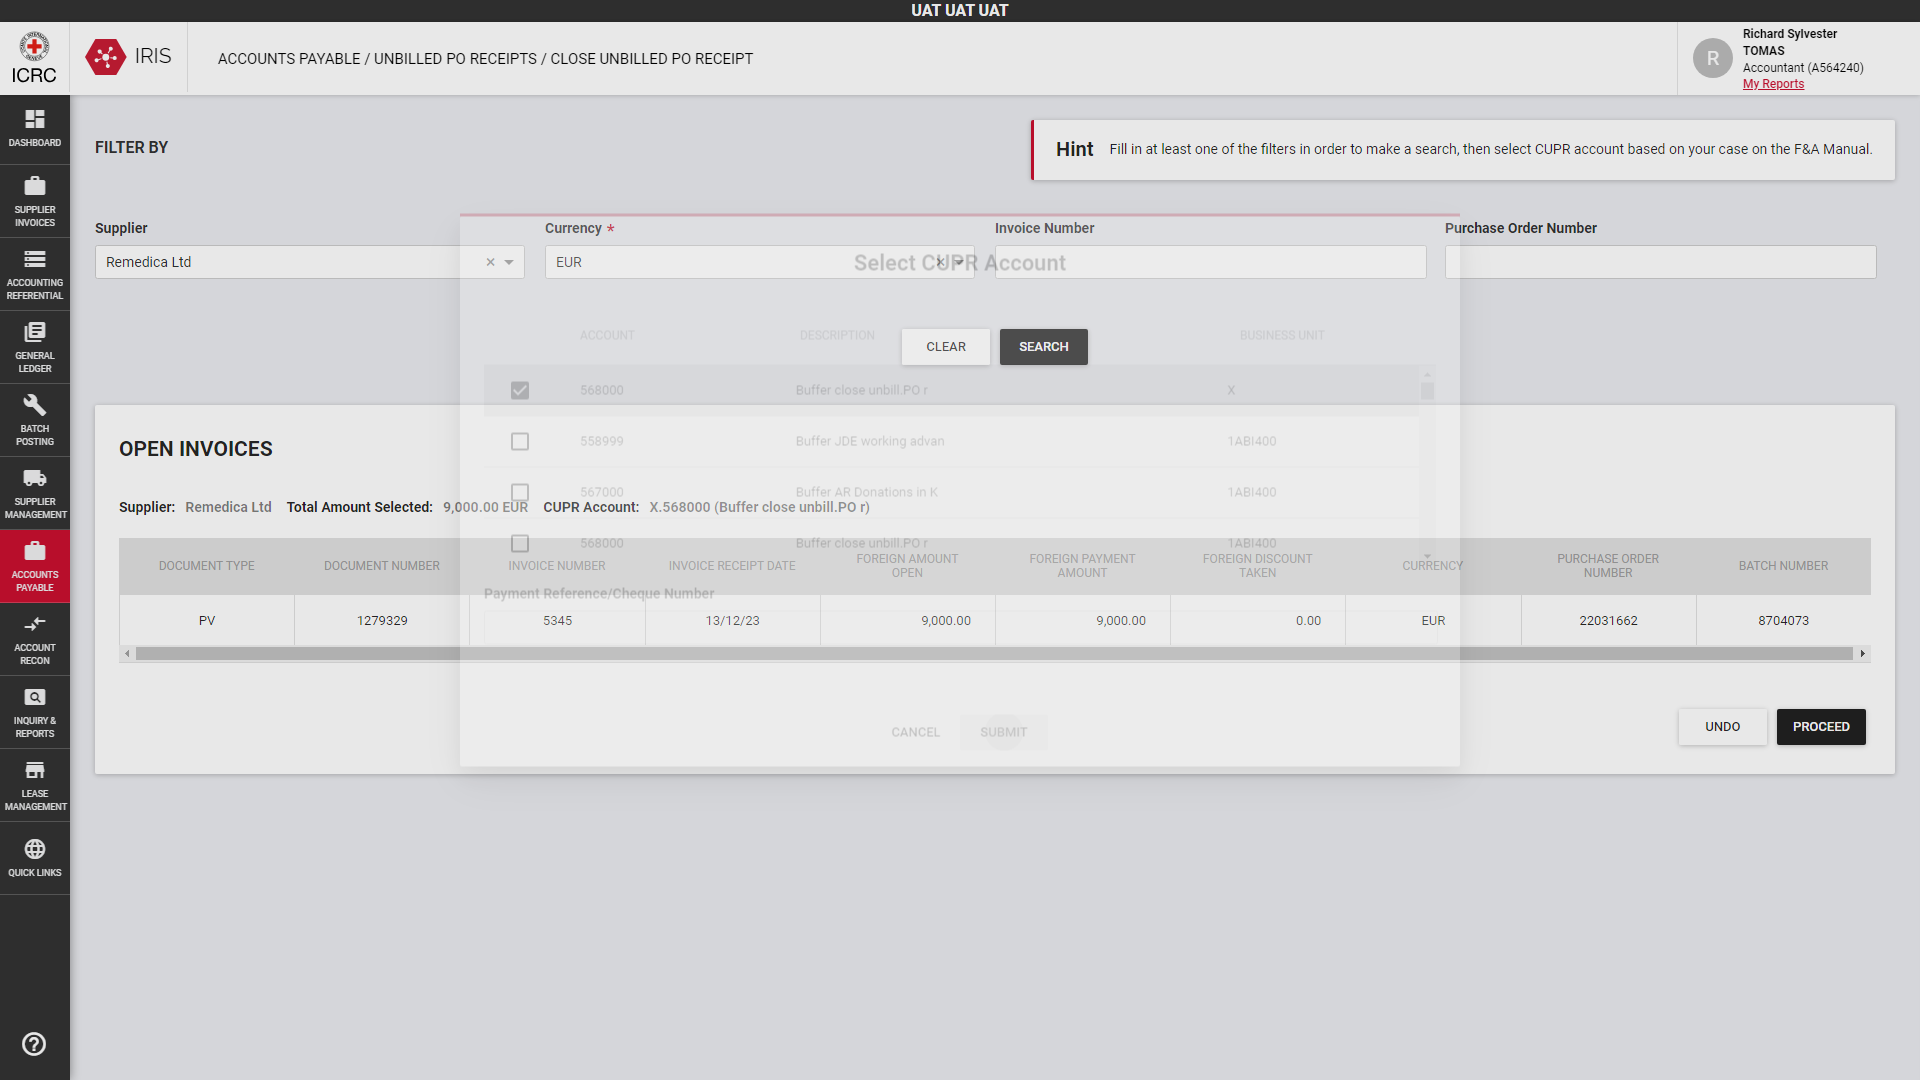 UAT UAT UAT
ICRC
IRIS
ACCOUNTS PAYABLE / UNBILLED PO RECEIPTS / CLOSE UNBILLED PO RECEIPT
R
Richard Sylvester
TOMAS
Accountant (A564240)
My Reports
DASHBOARD
SUPPLIER
INVOICES
ACCOUNTING
REFERENTIAL
GENERAL
LEDGER
BATCH
POSTING
SUPPLIER
MANAGEMENT
ACCOUNTS
PAYABLE
ACCOUNT
RECON
INQUIRY &
REPORTS
LEASE
MANAGEMENT
QUICK LINKS
FILTER BY
Hint Fill in at least one of the filters in order to make a search, then select CUPR account based on your case on the F&A Manual.
Supplier Currency * Invoice Number Purchase Order Number
Remedica Ltd EUR
Select CUPR Account
CLEAR SEARCH
ACCOUNT DESCRIPTION BUSINESS UNIT
568000 Buffer close unbill.PO r X
558999 Buffer JDE working advan 1ABI400
567000 Buffer AR Donations in K 1ABI400
568000 Buffer close unbill.PO r 1ABI400
Payment Reference/Cheque Number
CANCEL SUBMIT
OPEN INVOICES
Supplier: Remedica Ltd Total Amount Selected: 9,000.00 EUR CUPR Account: X.568000 (Buffer close unbill.PO r)
DOCUMENT TYPE DOCUMENT NUMBER INVOICE NUMBER INVOICE RECEIPT DATE FOREIGN AMOUNT OPEN FOREIGN PAYMENT AMOUNT FOREIGN DISCOUNT TAKEN CURRENCY PURCHASE ORDER NUMBER BATCH NUMBER
PV 1279329 5345 13/12/23 9,000.00 9,000.00 0.00 EUR 22031662 8704073
UNDO PROCEED